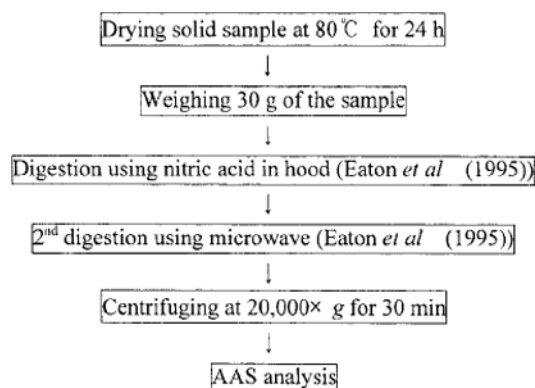 Drying solid sample at 80℃ for 24 h
Weighing 30 g of the sample
Digestion using nitric acid in hood (Eaton et al (1995))
2nd digestion using microwave (Eaton et al (1995))
Centrifuging at 20,000× g for 30 min
AAS analysis